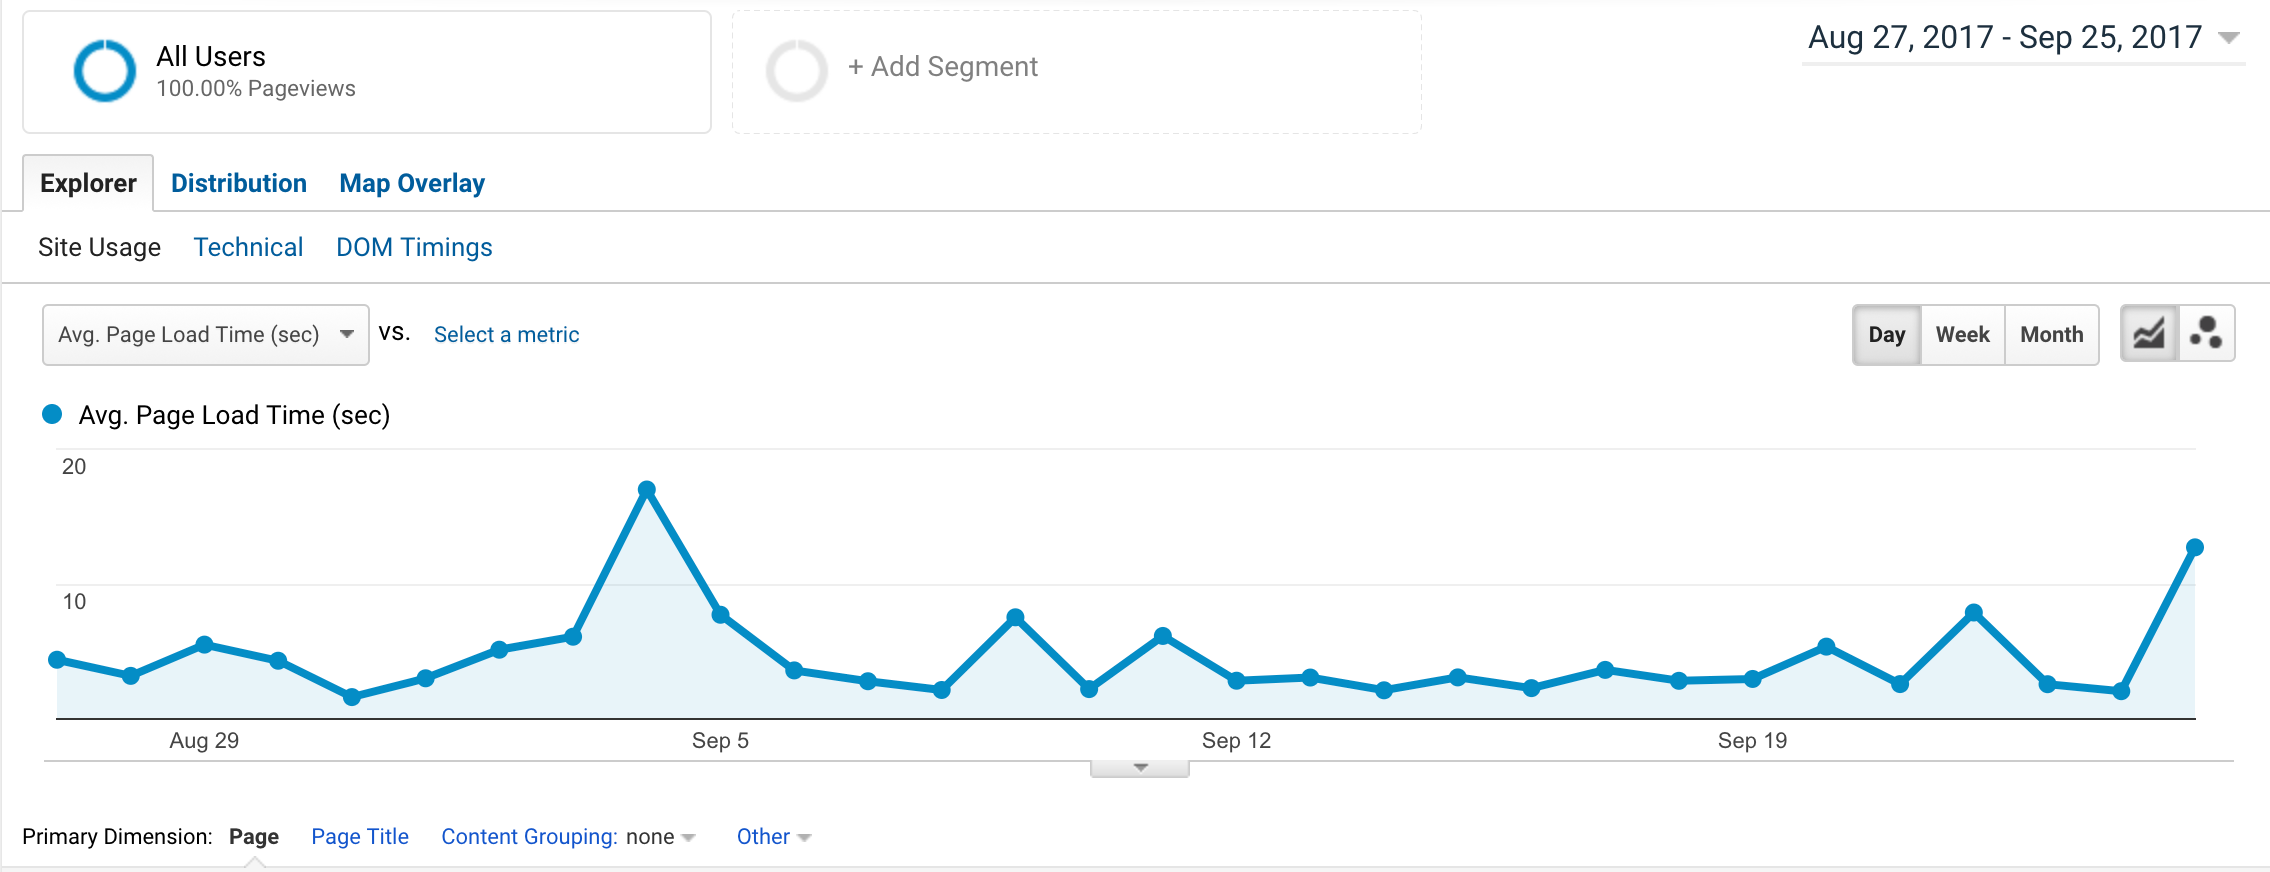 All Users
100.00% Pageviews
+ Add Segment
Aug 27, 2017 - Sep 25, 2017
Explorer Distribution Map Overlay
Site Usage Technical DOM Timings
Avg. Page Load Time (sec) VS. Select a metric
Day Week Month
Avg. Page Load Time (sec)
20
10
Aug 29 Sep 5 Sep 12 Sep 19
Primary Dimension: Page Page Title Content Grouping: none Other